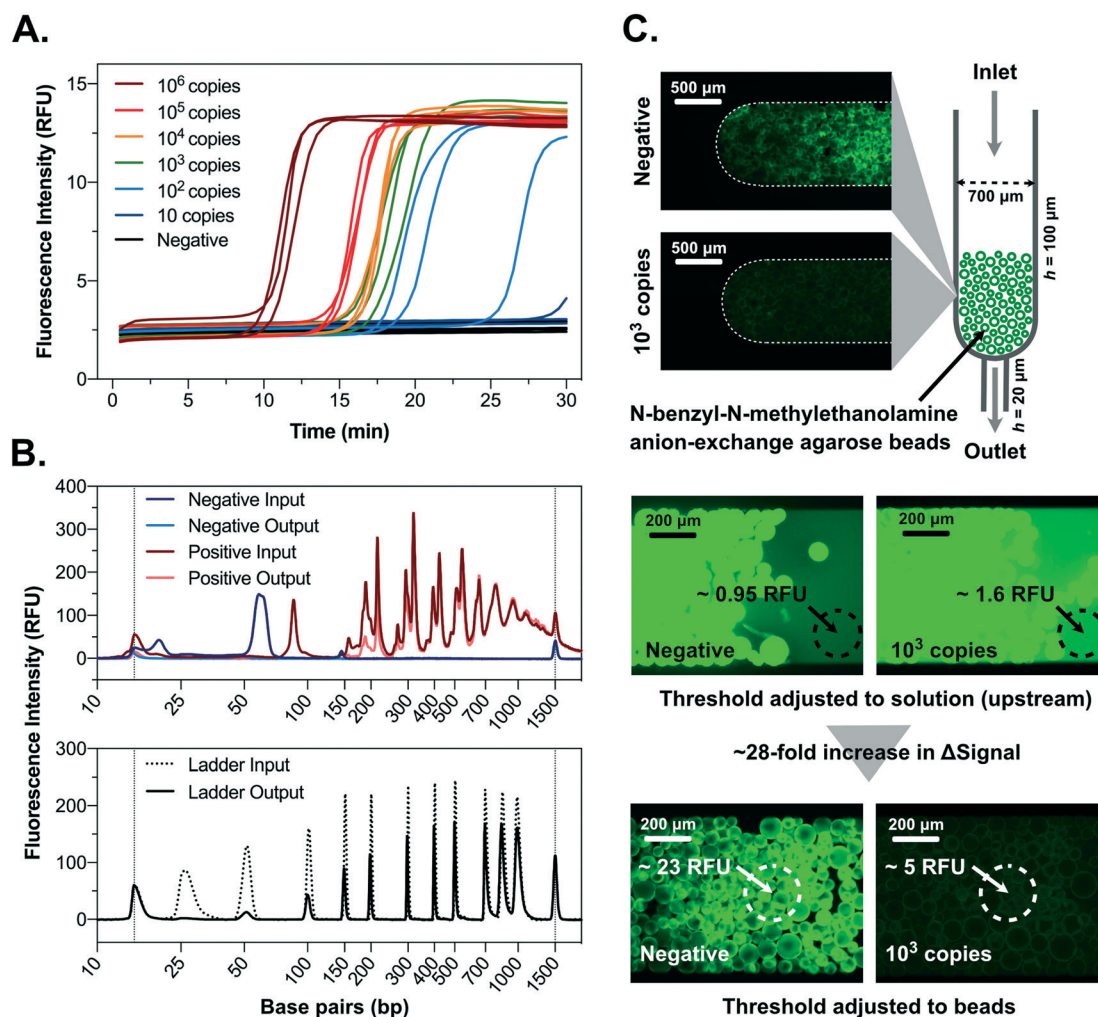 A.
Fluorescence Intensity (RFU)
15
10
5
0
10⁶ copies
10⁵ copies
10⁴ copies
10³ copies
10² copies
10 copies
Negative
0 5 10 15 20 25 30
Time (min)
B.
Fluorescence Intensity (RFU)
400
300
200
100
0
Negative Input
Negative Output
Positive Input
Positive Output
10 25 50 100 150 200 300 400 500 700 1000 1500
300
200
100
0
Ladder Input
Ladder Output
10 25 50 100 150 200 300 400 500 700 1000 1500
Base pairs (bp)
C.
Negative
500 µm
10³ copies
500 µm
Inlet
700 µm
h = 100 µm
h = 20 µm
N-benzyl-N-methylethanolamine
anion-exchange agarose beads
Outlet
200 µm
~ 0.95 RFU
Negative
200 µm
~ 1.6 RFU
10³ copies
Threshold adjusted to solution (upstream)
~28-fold increase in ΔSignal
200 µm
~ 23 RFU
Negative
200 µm
~ 5 RFU
10³ copies
Threshold adjusted to beads